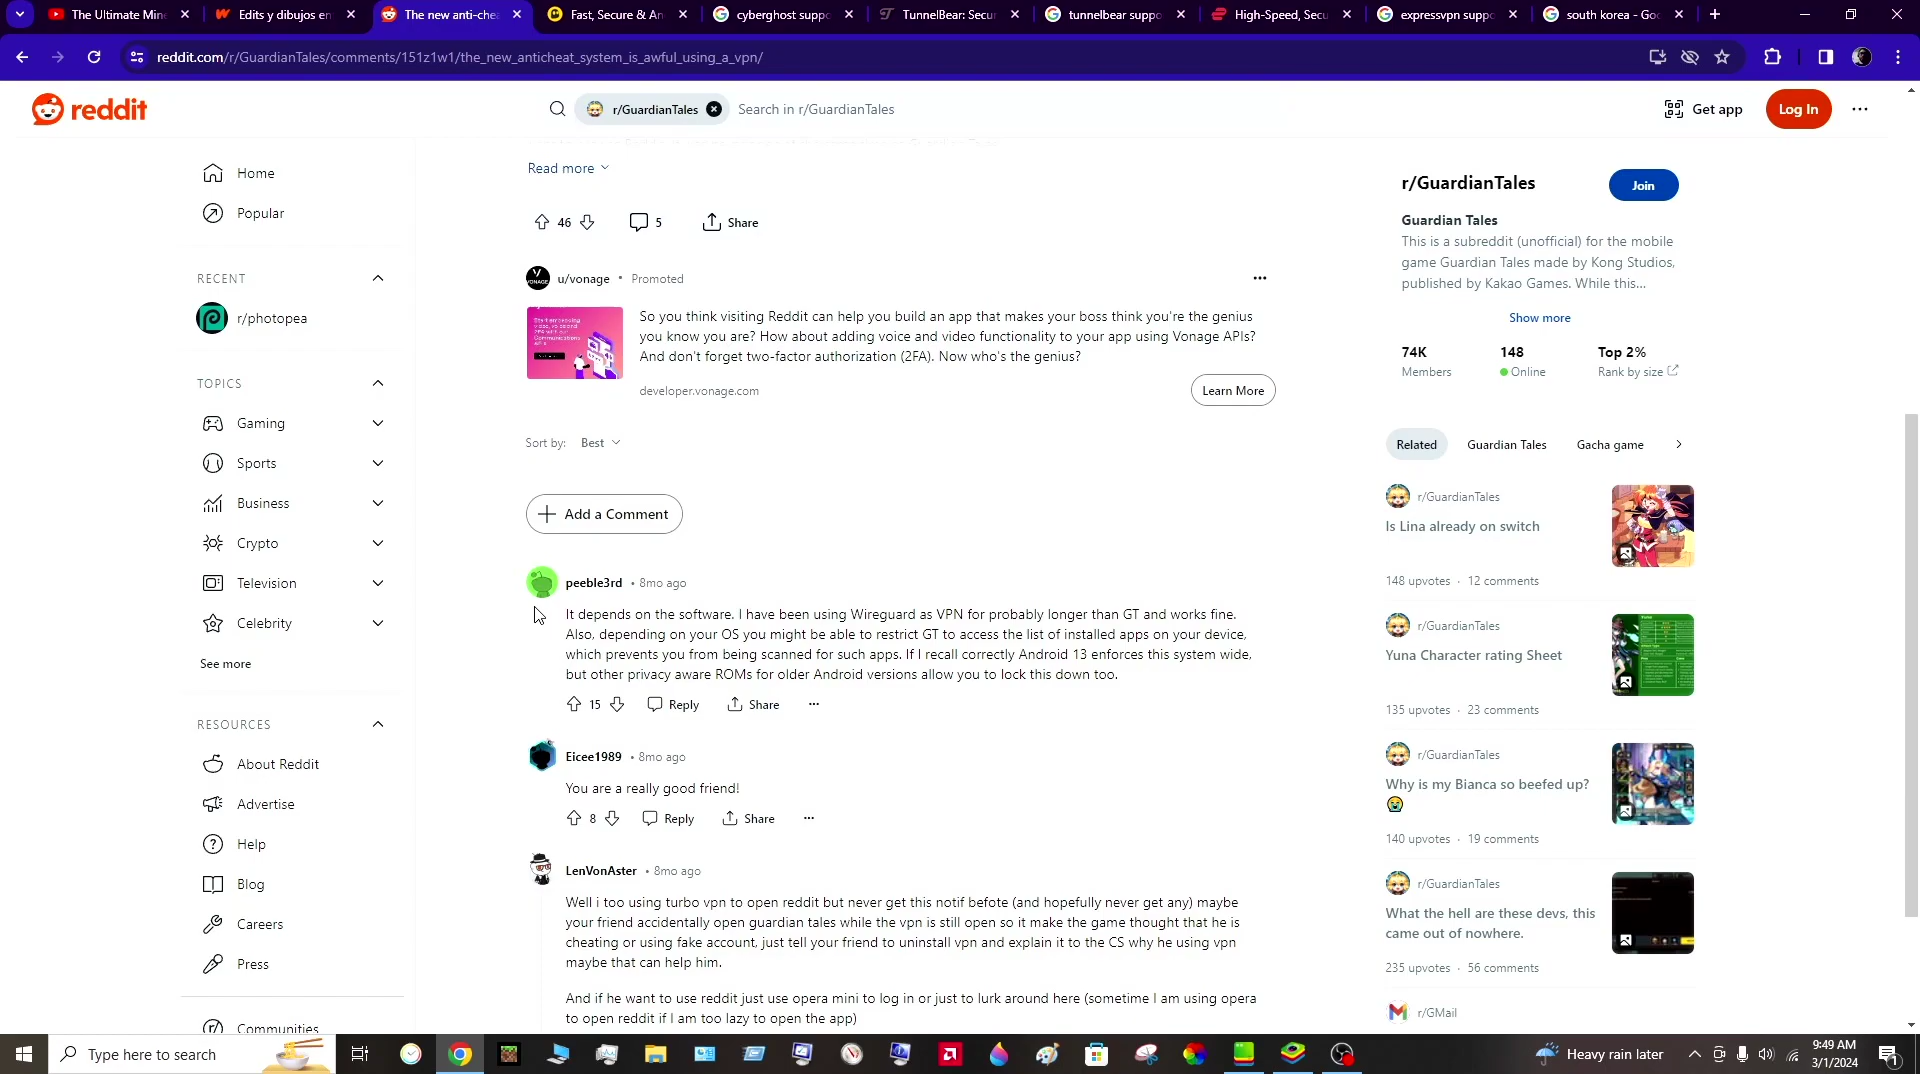 The Ultimate Mine
Edits y dibujos en
The new anti-chea
Fast, Secure & An
cyberghost suppo
TunnelBear: Secur
tunnelbear suppo
High-Speed, Secu
expressvpn suppo
south korea - Goo
reddit.com/r/GuardianTales/comments/151z1w1/the_new_anticheat_system_is_awful_using_a_vpn/
reddit
r/GuardianTales
Search in r/GuardianTales
Get app
Log In
Home
Popular
RECENT
r/photopea
TOPICS
Gaming
Sports
Business
Crypto
Television
Celebrity
See more
RESOURCES
About Reddit
Advertise
Help
Blog
Careers
Press
Communities
Read more
46
5
Share
u/vonage • Promoted
So you think visiting Reddit can help you build an app that makes your boss think you're the genius
you know you are? How about adding voice and video functionality to your app using Vonage APIs?
And don't forget two-factor authorization (2FA). Now who's the genius?
developer.vonage.com
Learn More
Sort by: Best
Add a Comment
peeble3rd • 8mo ago
It depends on the software. I have been using Wireguard as VPN for probably longer than GT and works fine.
Also, depending on your OS you might be able to restrict GT to access the list of installed apps on your device,
which prevents you from being scanned for such apps. If I recall correctly Android 13 enforces this system wide,
but other privacy aware ROMs for older Android versions allow you to lock this down too.
15 Reply Share
Eicee1989 • 8mo ago
You are a really good friend!
8 Reply Share
LenVonAster • 8mo ago
Well i too using turbo vpn to open reddit but never get this notif befote (and hopefully never get any) maybe
your friend accidentally open guardian tales while the vpn is still open so it make the game thought that he is
cheating or using fake account, just tell your friend to uninstall vpn and explain it to the CS why he using vpn
maybe that can help him.
And if he want to use reddit just use opera mini to log in or just to lurk around here (sometime I am using opera
to open reddit if I am too lazy to open the app)
r/GuardianTales
Join
Guardian Tales
This is a subreddit (unofficial) for the mobile
game Guardian Tales made by Kong Studios,
published by Kakao Games. While this...
Show more
74K 148 Top 2%
Members Online Rank by size
Related Guardian Tales Gacha game
r/GuardianTales
Is Lina already on switch
148 upvotes · 12 comments
r/GuardianTales
Yuna Character rating Sheet
135 upvotes · 23 comments
r/GuardianTales
Why is my Bianca so beefed up?
140 upvotes · 19 comments
r/GuardianTales
What the hell are these devs, this
came out of nowhere.
235 upvotes · 56 comments
r/GMail
Type here to search
Heavy rain later
9:49 AM
3/1/2024
1